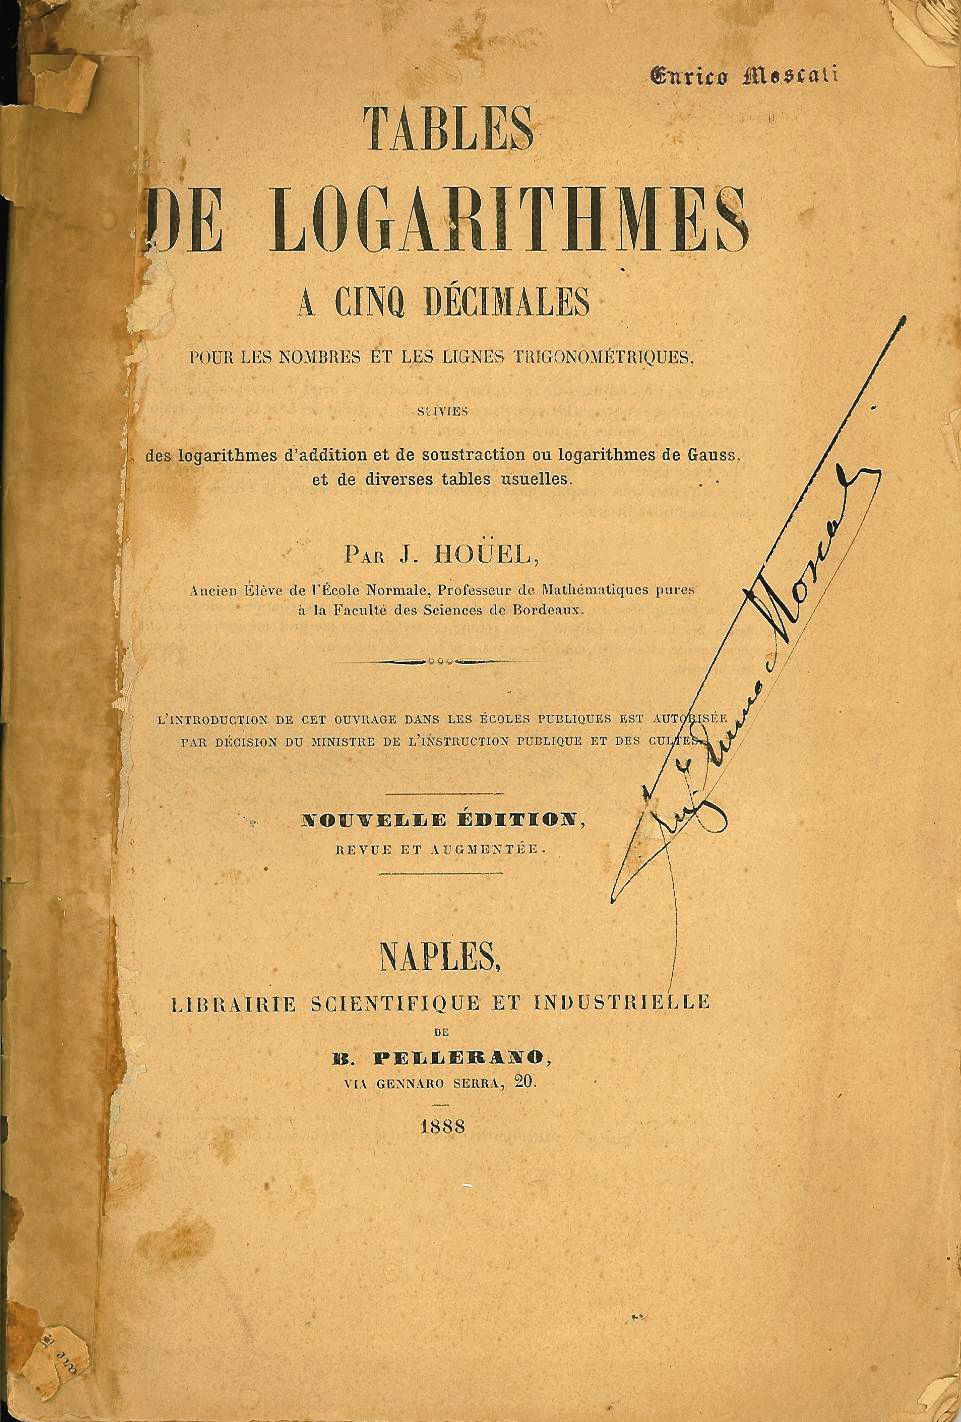 Enrico Moscati
TABLES
DE LOGARITHMES
A CINQ DÉCIMALES
POUR LES NOMBRES ET LES LIGNES TRIGONOMÉTRIQUES,
SUIVIES
des logarithmes d'addition et de soustraction ou logarithmes de Gauss,
et de diverses tables usuelles.
PAR J. HOÜEL,
Ancien Élève de l'École Normale, Professeur de Mathématiques pures
à la Faculté des Sciences de Bordeaux.
L'INTRODUCTION DE CET OUVRAGE DANS LES ÉCOLES PUBLIQUES EST AUTORISÉE
PAR DÉCISION DU MINISTRE DE L'INSTRUCTION PUBLIQUE ET DES CULTES.
NOUVELLE ÉDITION,
REVUE ET AUGMENTÉE.
NAPLES,
LIBRAIRIE SCIENTIFIQUE ET INDUSTRIELLE
DE
B. PELLERANO,
VIA GENNARO SERRA, 20.
1888
Moscati